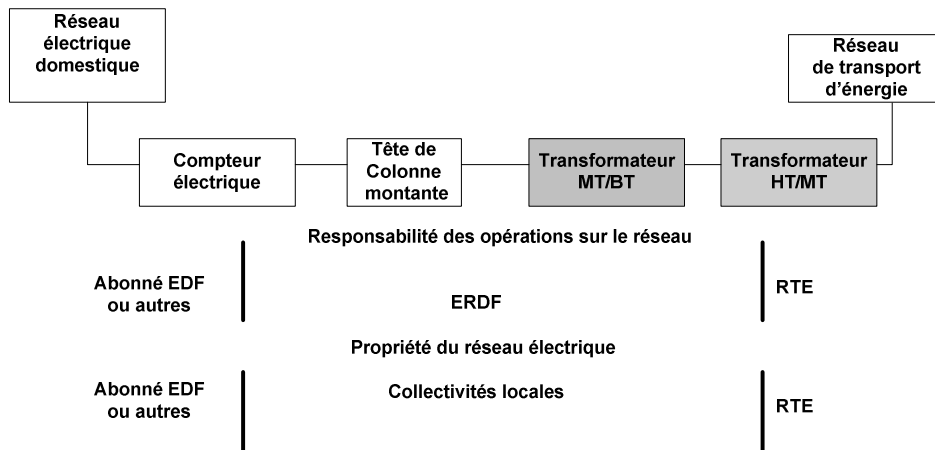 Réseau
électrique
domestique
Réseau
de transport
d'énergie
Compteur
électrique
Tête de
Colonne
montante
Transformateur
MT/BT
Transformateur
HT/MT
Responsabilité des opérations sur le réseau
Abonné EDF
ou autres
ERDF
RTE
Propriété du réseau électrique
Abonné EDF
ou autres
Collectivités locales
RTE